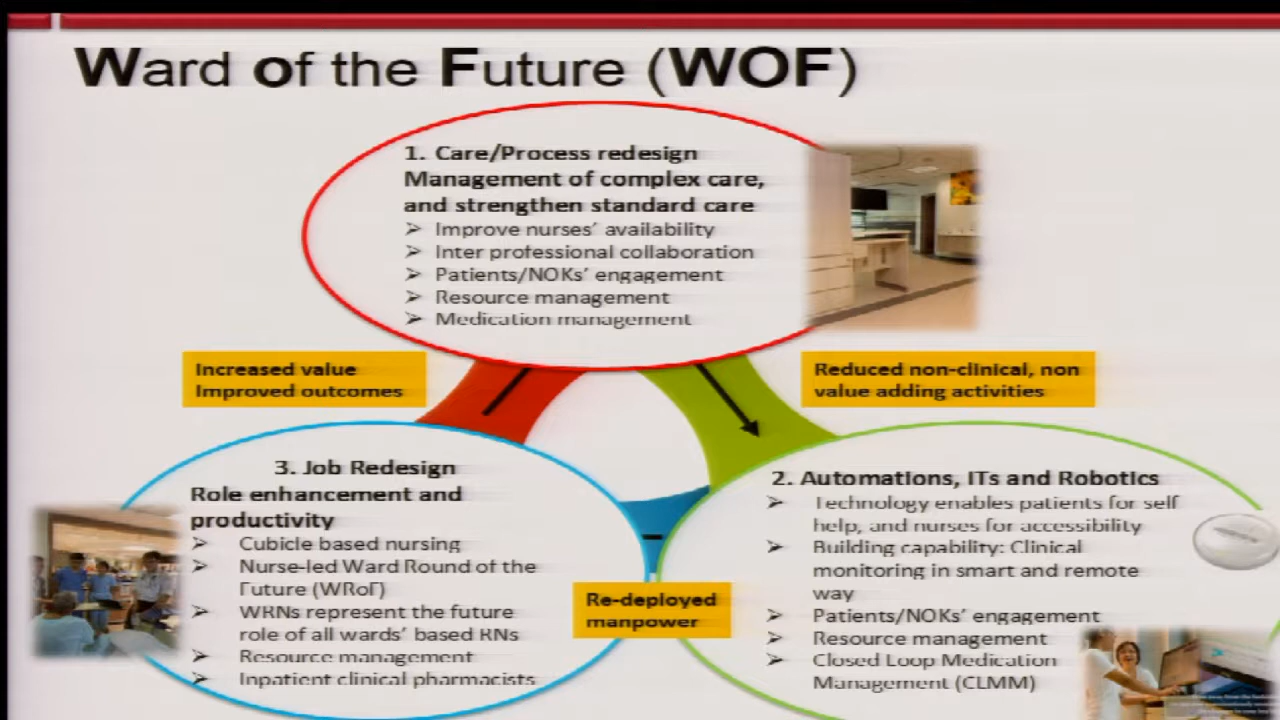 Ward of the Future (WOF)
1. Care/Process redesign
Management of complex care,
and strengthen standard care
➢ Improve nurses' availability
➢ Inter professional collaboration
➢ Patients/NOKs' engagement
➢ Resource management
➢ Medication management
Increased value
Improved outcomes
Reduced non-clinical, non
value adding activities
3. Job Redesign
Role enhancement and
productivity
➢ Cubicle based nursing
➢ Nurse-led Ward Round of the
Future (WRoF)
➢ WRNs represent the future
role of all wards' based RNs
➢ Resource management
➢ Inpatient clinical pharmacists
Re-deployed
manpower
2. Automations, ITs and Robotics
➢ Technology enables patients for self
help, and nurses for accessibility
➢ Building capability: Clinical
monitoring in smart and remote
way
➢ Patients/NOKs' engagement
➢ Resource management
➢ Closed Loop Medication
Management (CLMM)